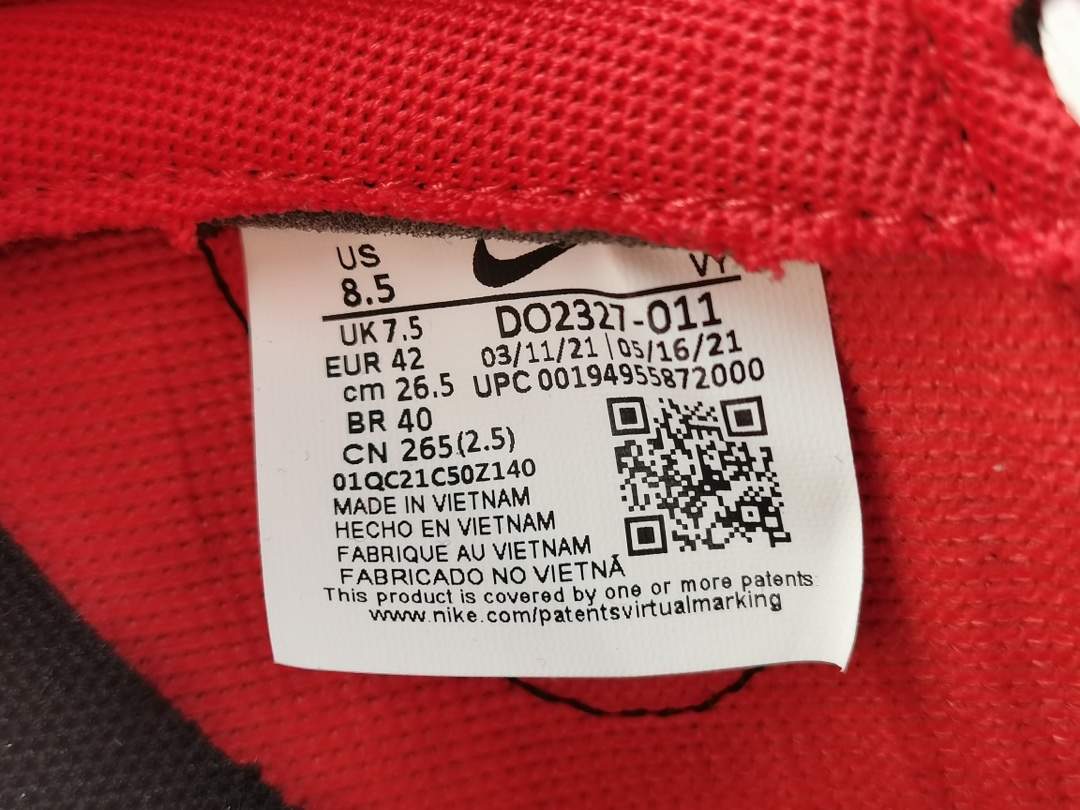 US
8.5
VY
UK 7.5
DO2327-011
EUR 42
03/11/21 | 05/16/21
cm 26.5
UPC 00194955872000
BR 40
CN 265(2.5)
01QC21C50Z140
MADE IN VIETNAM
HECHO EN VIETNAM
FABRIQUE AU VIETNAM
FABRICADO NO VIETNÃ
This product is covered by one or more patents
www.nike.com/patentsvirtualmarking